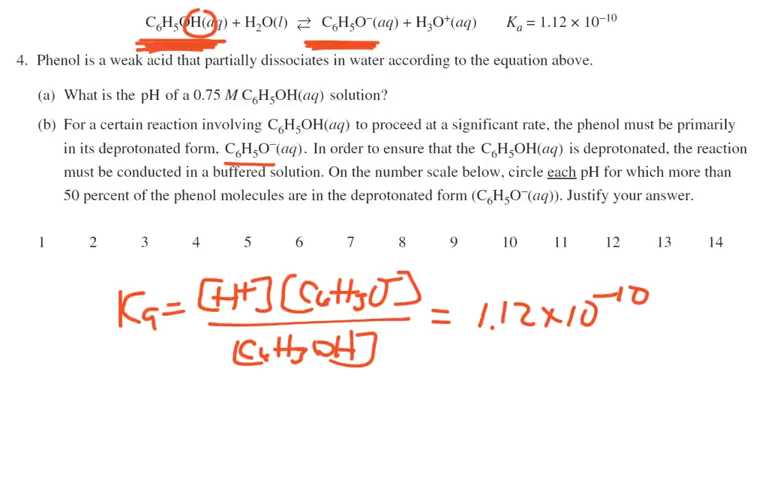 C₆H₅OH(aq) + H₂O(l) ⇄ C₆H₅O⁻(aq) + H₃O⁺(aq) Kₐ = 1.12 × 10⁻¹⁰
4. Phenol is a weak acid that partially dissociates in water according to the equation above.
(a) What is the pH of a 0.75 M C₆H₅OH(aq) solution?
(b) For a certain reaction involving C₆H₅OH(aq) to proceed at a significant rate, the phenol must be primarily
in its deprotonated form, C₆H₅O⁻(aq). In order to ensure that the C₆H₅OH(aq) is deprotonated, the reaction
must be conducted in a buffered solution. On the number scale below, circle each pH for which more than
50 percent of the phenol molecules are in the deprotonated form (C₆H₅O⁻(aq)). Justify your answer.
1 2 3 4 5 6 7 8 9 10 11 12 13 14
Ka = [H⁺][C₆H₅O⁻] / [C₆H₅OH] = 1.12 × 10⁻¹⁰